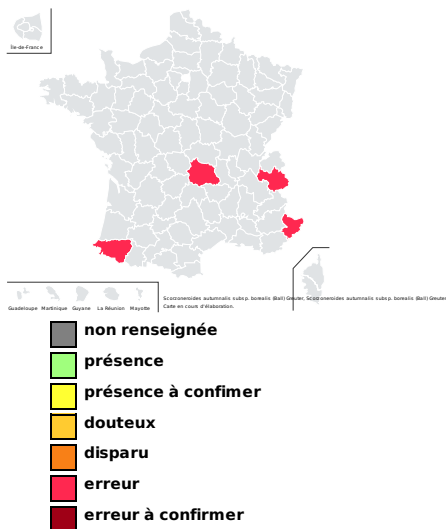 Île-de-France
Guadeloupe Martinique Guyane La Réunion Mayotte
Scorzoneroides autumnalis subsp. borealis (Ball) Greuter, Scorzoneroides autumnalis subsp. borealis (Ball) Greuter
Carte en cours d'élaboration.
non renseignée
présence
présence à confimer
douteux
disparu
erreur
erreur à confirmer